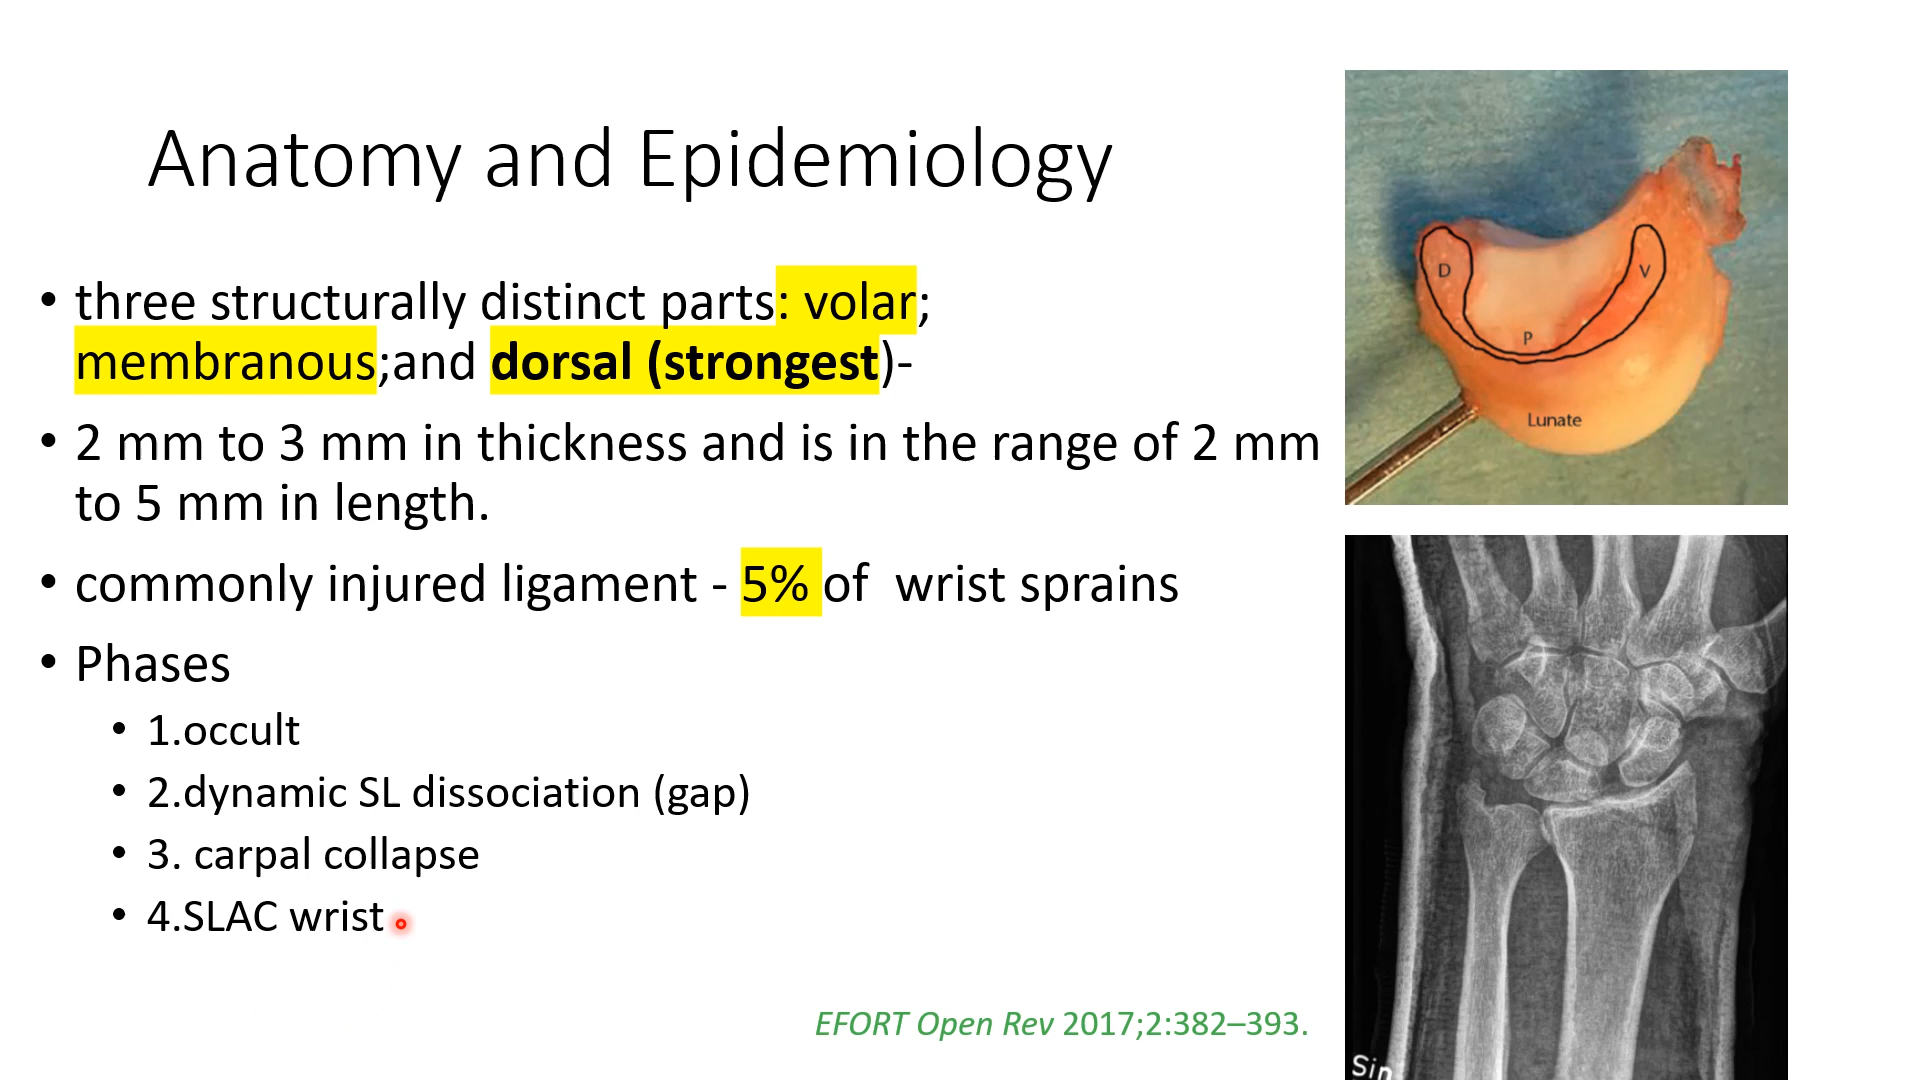 Anatomy and Epidemiology
• three structurally distinct parts: volar;
membranous;and dorsal (strongest)-
• 2 mm to 3 mm in thickness and is in the range of 2 mm
to 5 mm in length.
• commonly injured ligament - 5% of  wrist sprains
• Phases
• 1.occult
• 2.dynamic SL dissociation (gap)
• 3. carpal collapse
• 4.SLAC wrist
EFORT Open Rev 2017;2:382–393.
D
V
P
Lunate
Sin